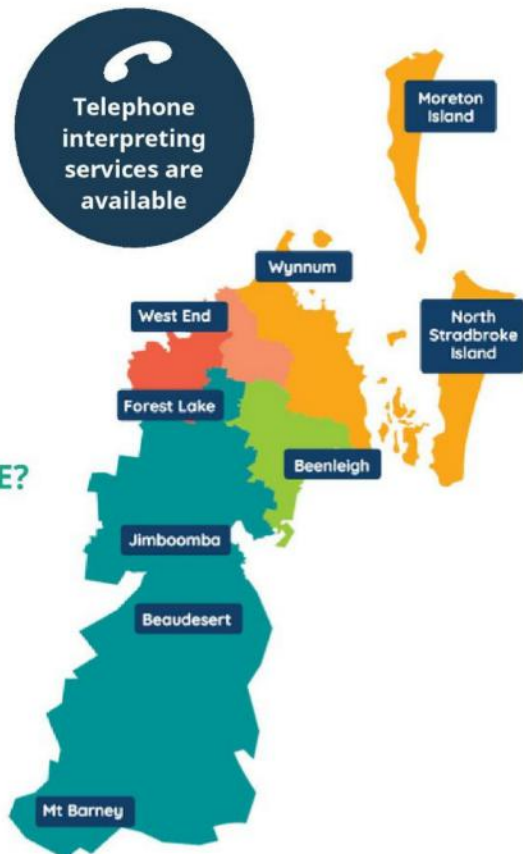 Telephone
interpreting
services are
available
Moreton
Island
Wynnum
West End
North
Stradbroke
Island
Forest Lake
E?
Beenleigh
Jimboomba
Beaudesert
Mt Barney